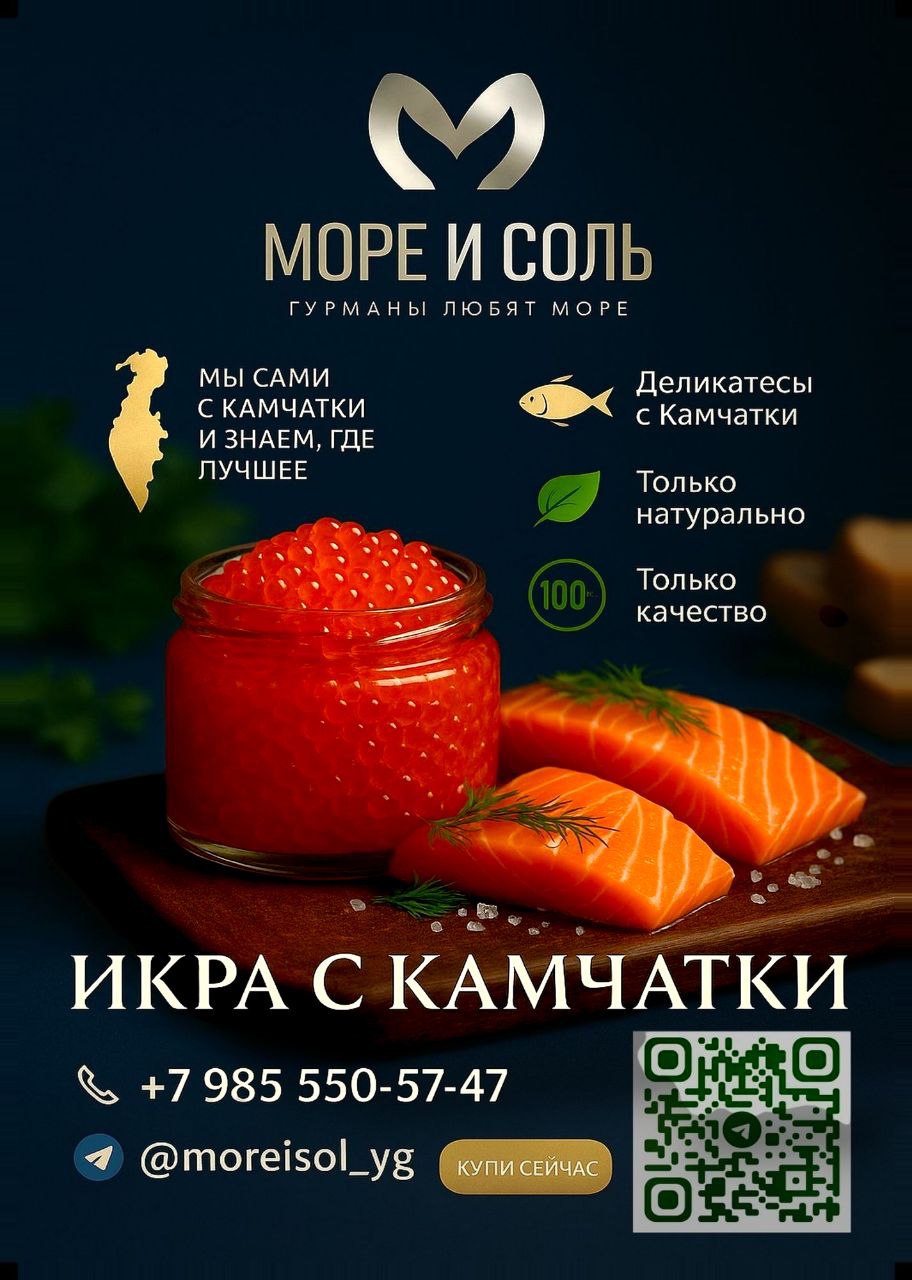 МОРЕ И СОЛЬ
ГУРМАНЫ ЛЮБЯТ МОРЕ
МЫ САМИ
С КАМЧАТКИ
И ЗНАЕМ, ГДЕ
ЛУЧШЕЕ
Деликатесы
с Камчатки
Только
натурально
100
Только
качество
ИКРА С КАМЧАТКИ
+7 985 550-57-47
@moreisol_yg
КУПИ СЕЙЧАС